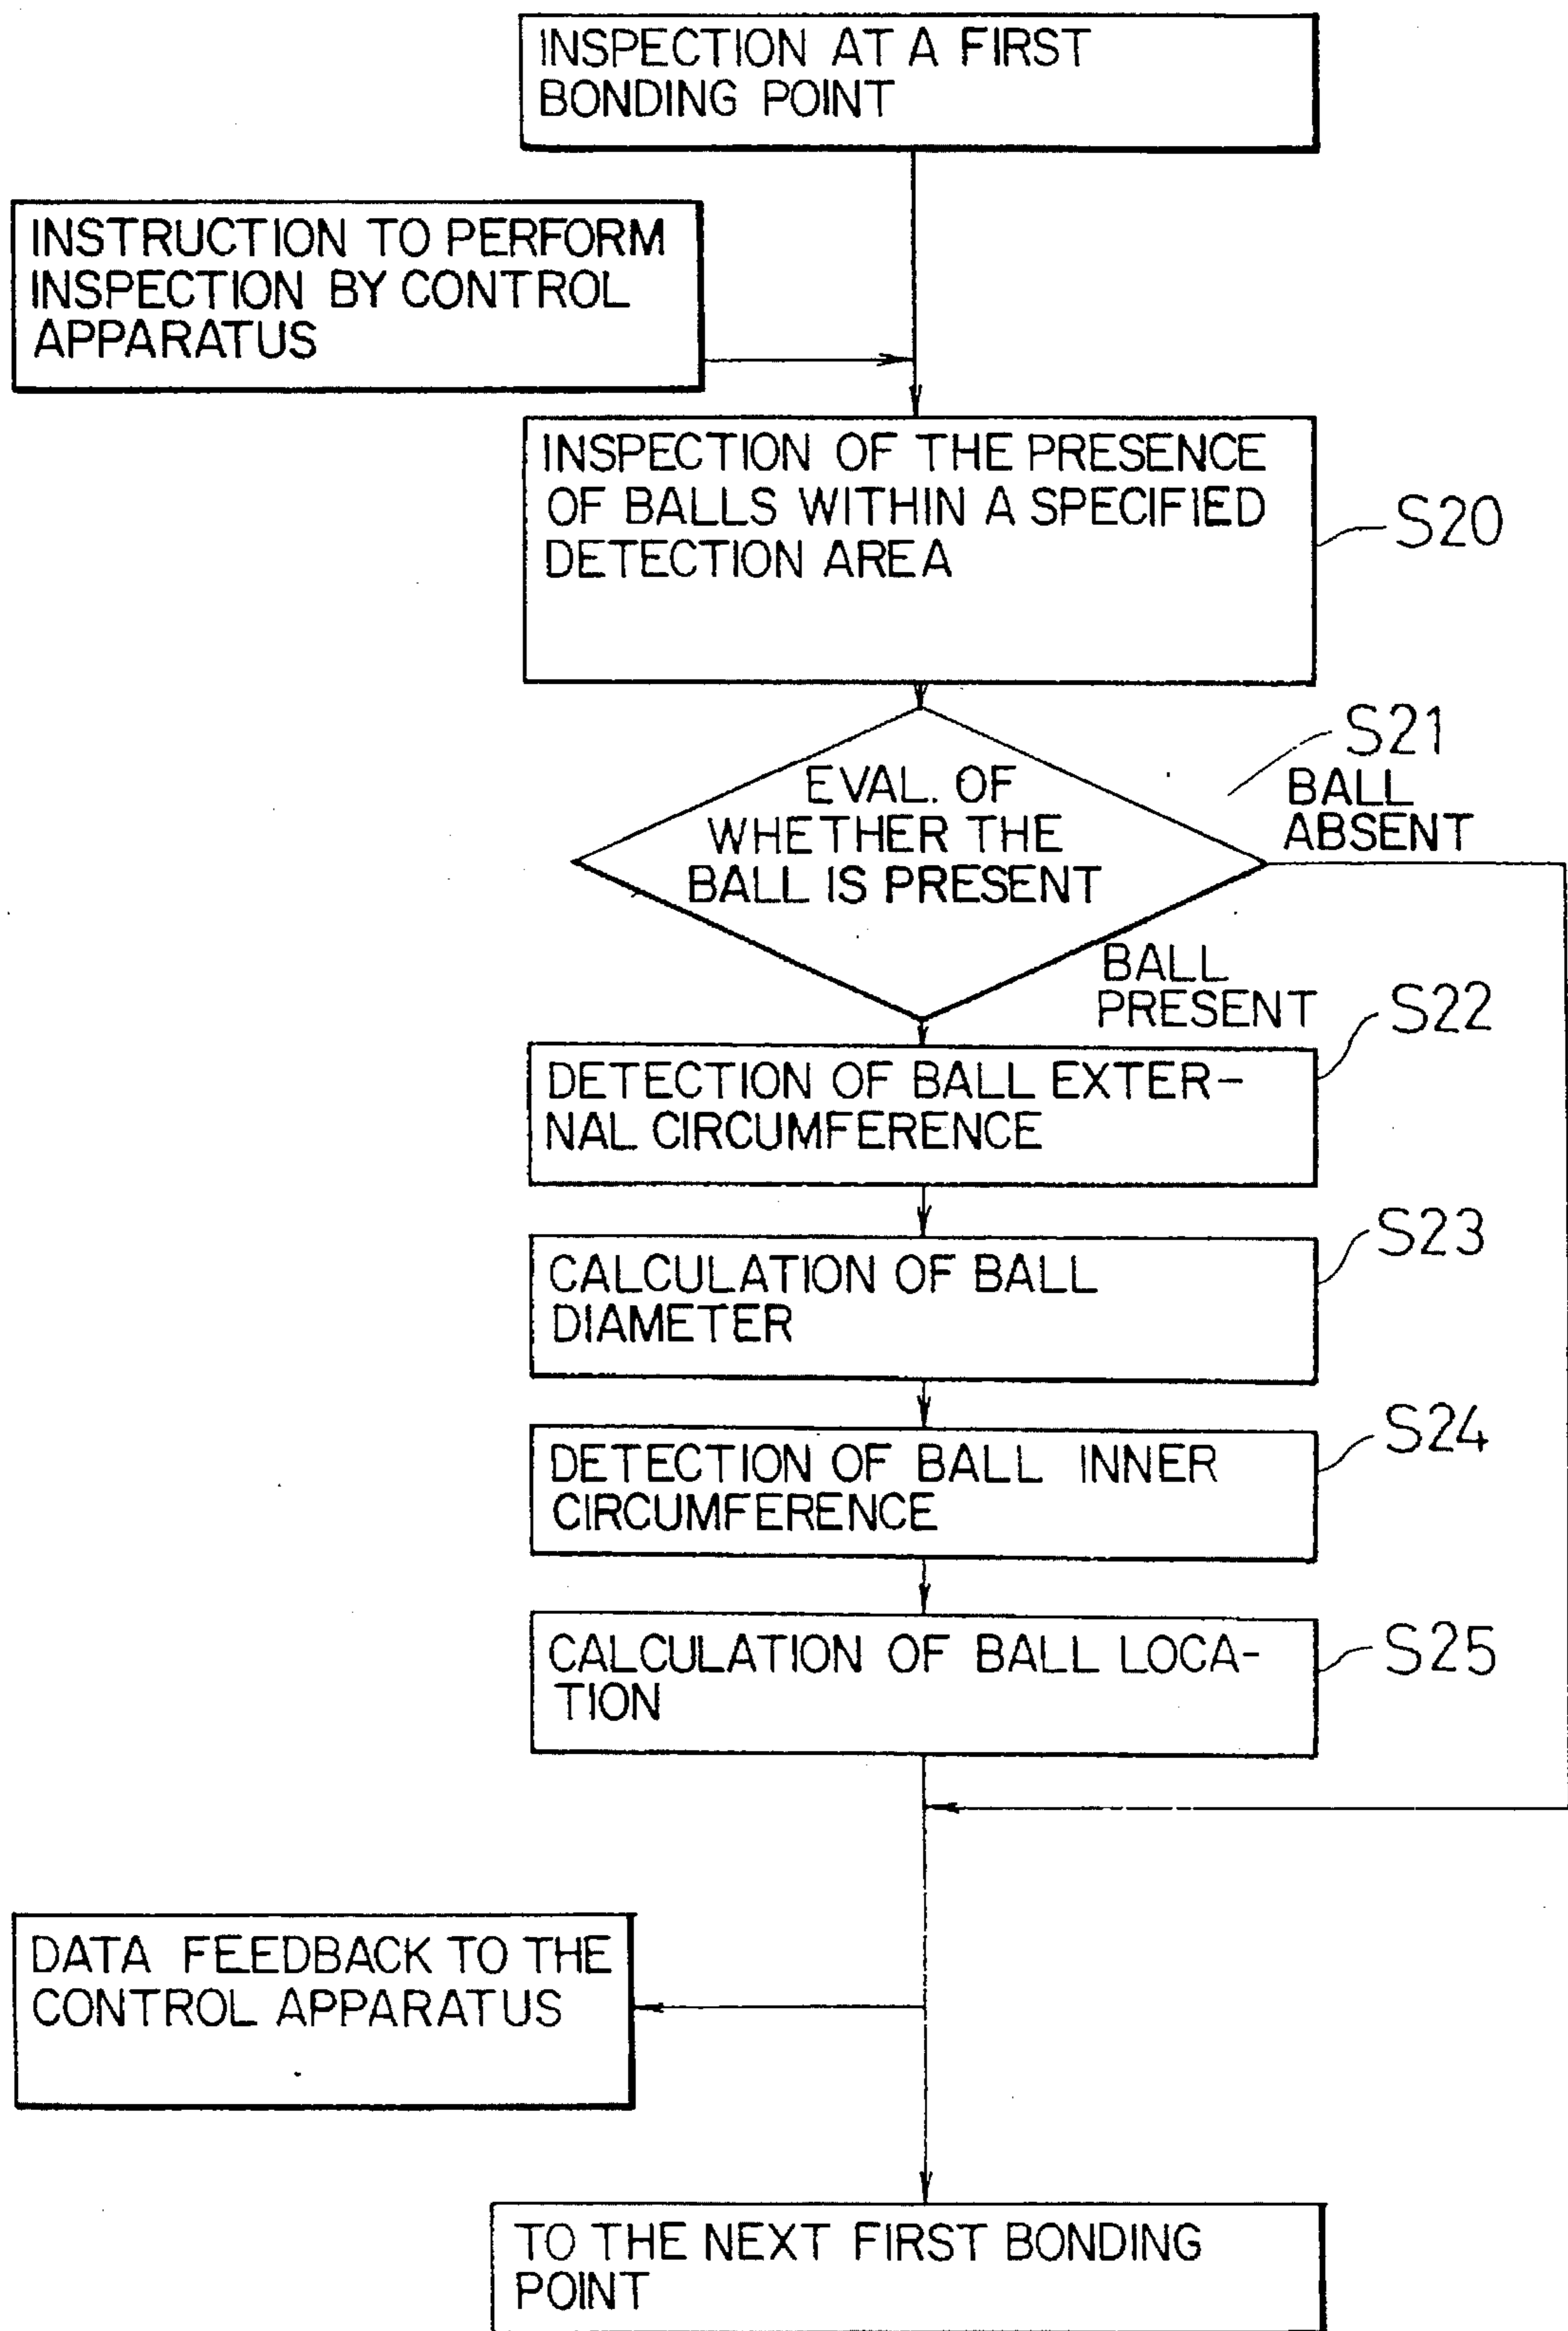 INSPECTION AT A FIRST
BONDING POINT
INSTRUCTION TO PERFORM
INSPECTION BY CONTROL
APPARATUS
INSPECTION OF THE PRESENCE
OF BALLS WITHIN A SPECIFIED
DETECTION AREA
S20
S21
EVAL. OF
WHETHER THE
BALL IS PRESENT
BALL
ABSENT
BALL
PRESENT
S22
DETECTION OF BALL EXTER-
NAL CIRCUMFERENCE
S23
CALCULATION OF BALL
DIAMETER
S24
DETECTION OF BALL INNER
CIRCUMFERENCE
S25
CALCULATION OF BALL LOCA-
TION
DATA FEEDBACK TO THE
CONTROL APPARATUS
TO THE NEXT FIRST BONDING
POINT